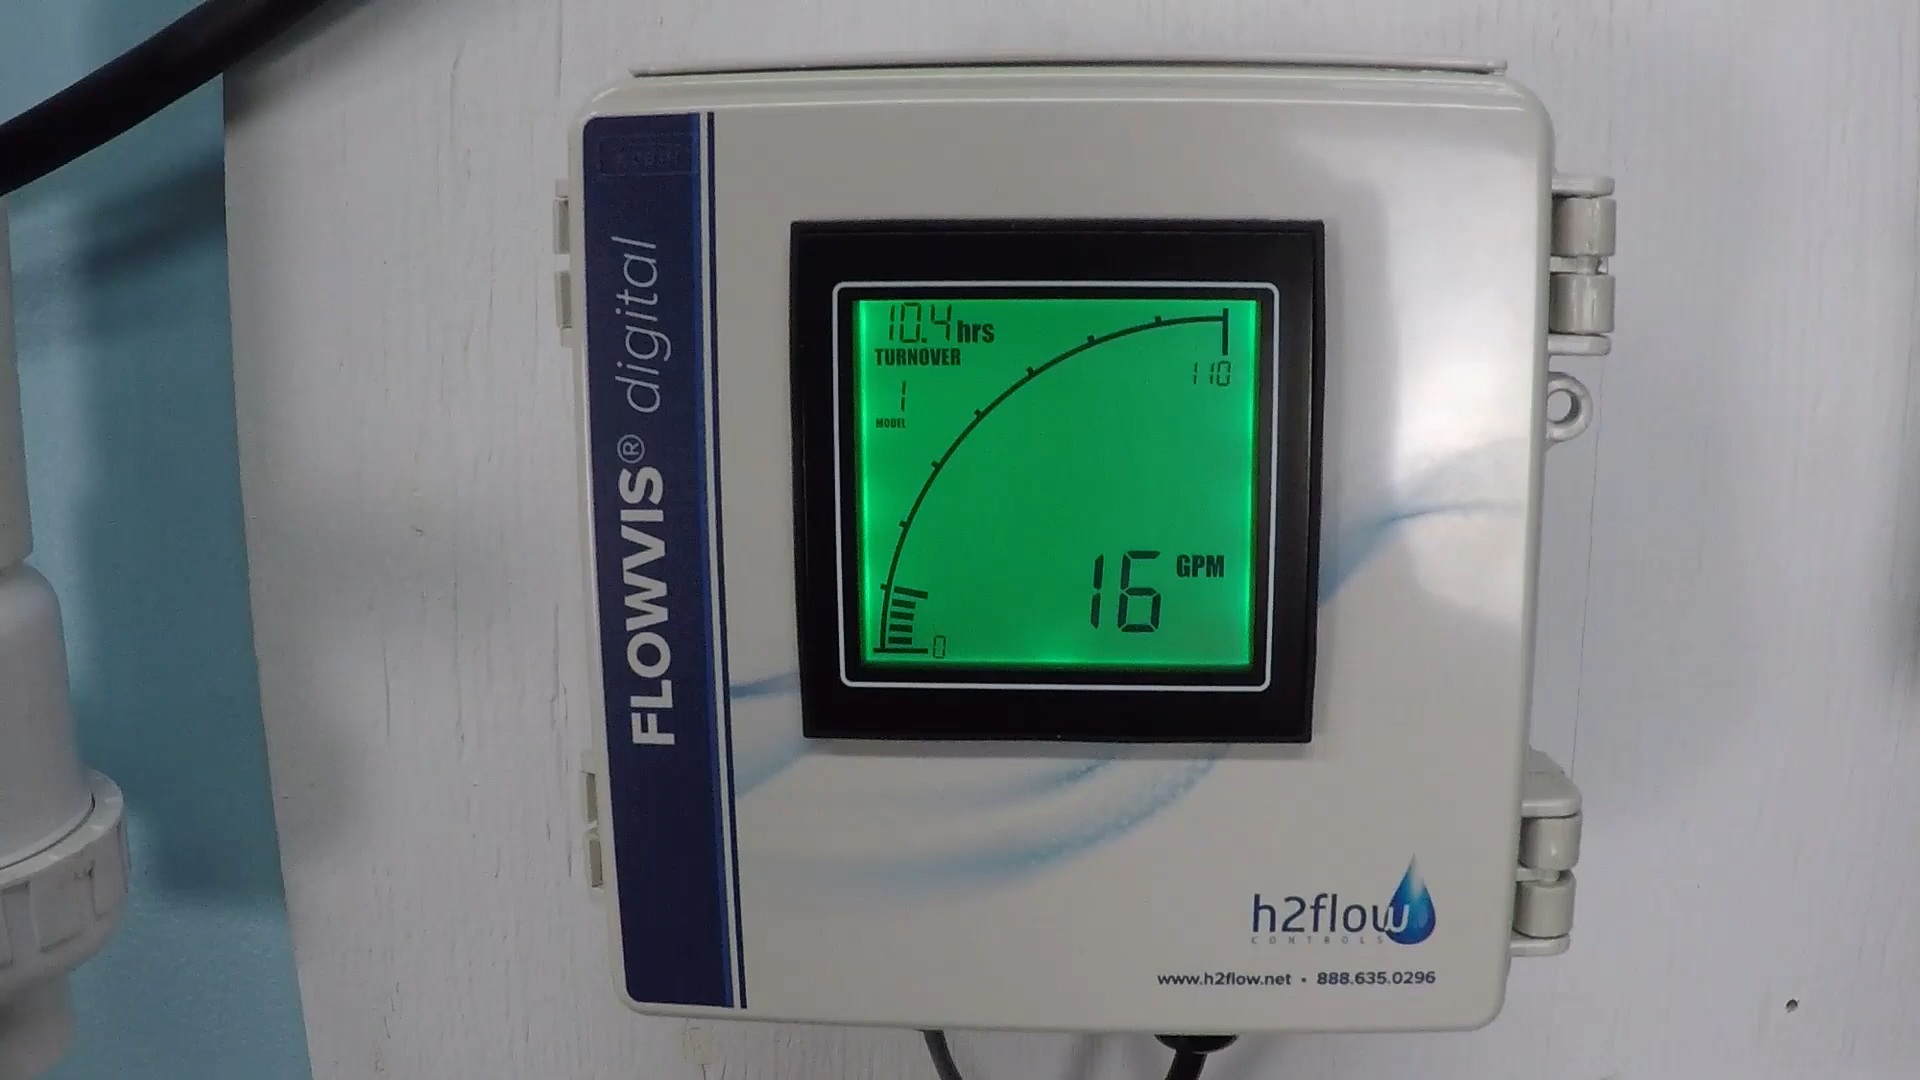 FLOWVIS® digital
10.4 hrs
TURNOVER
1
MODEL
110
16 GPM
0
h2flow
CONTROLS
www.h2flow.net • 888.635.0296